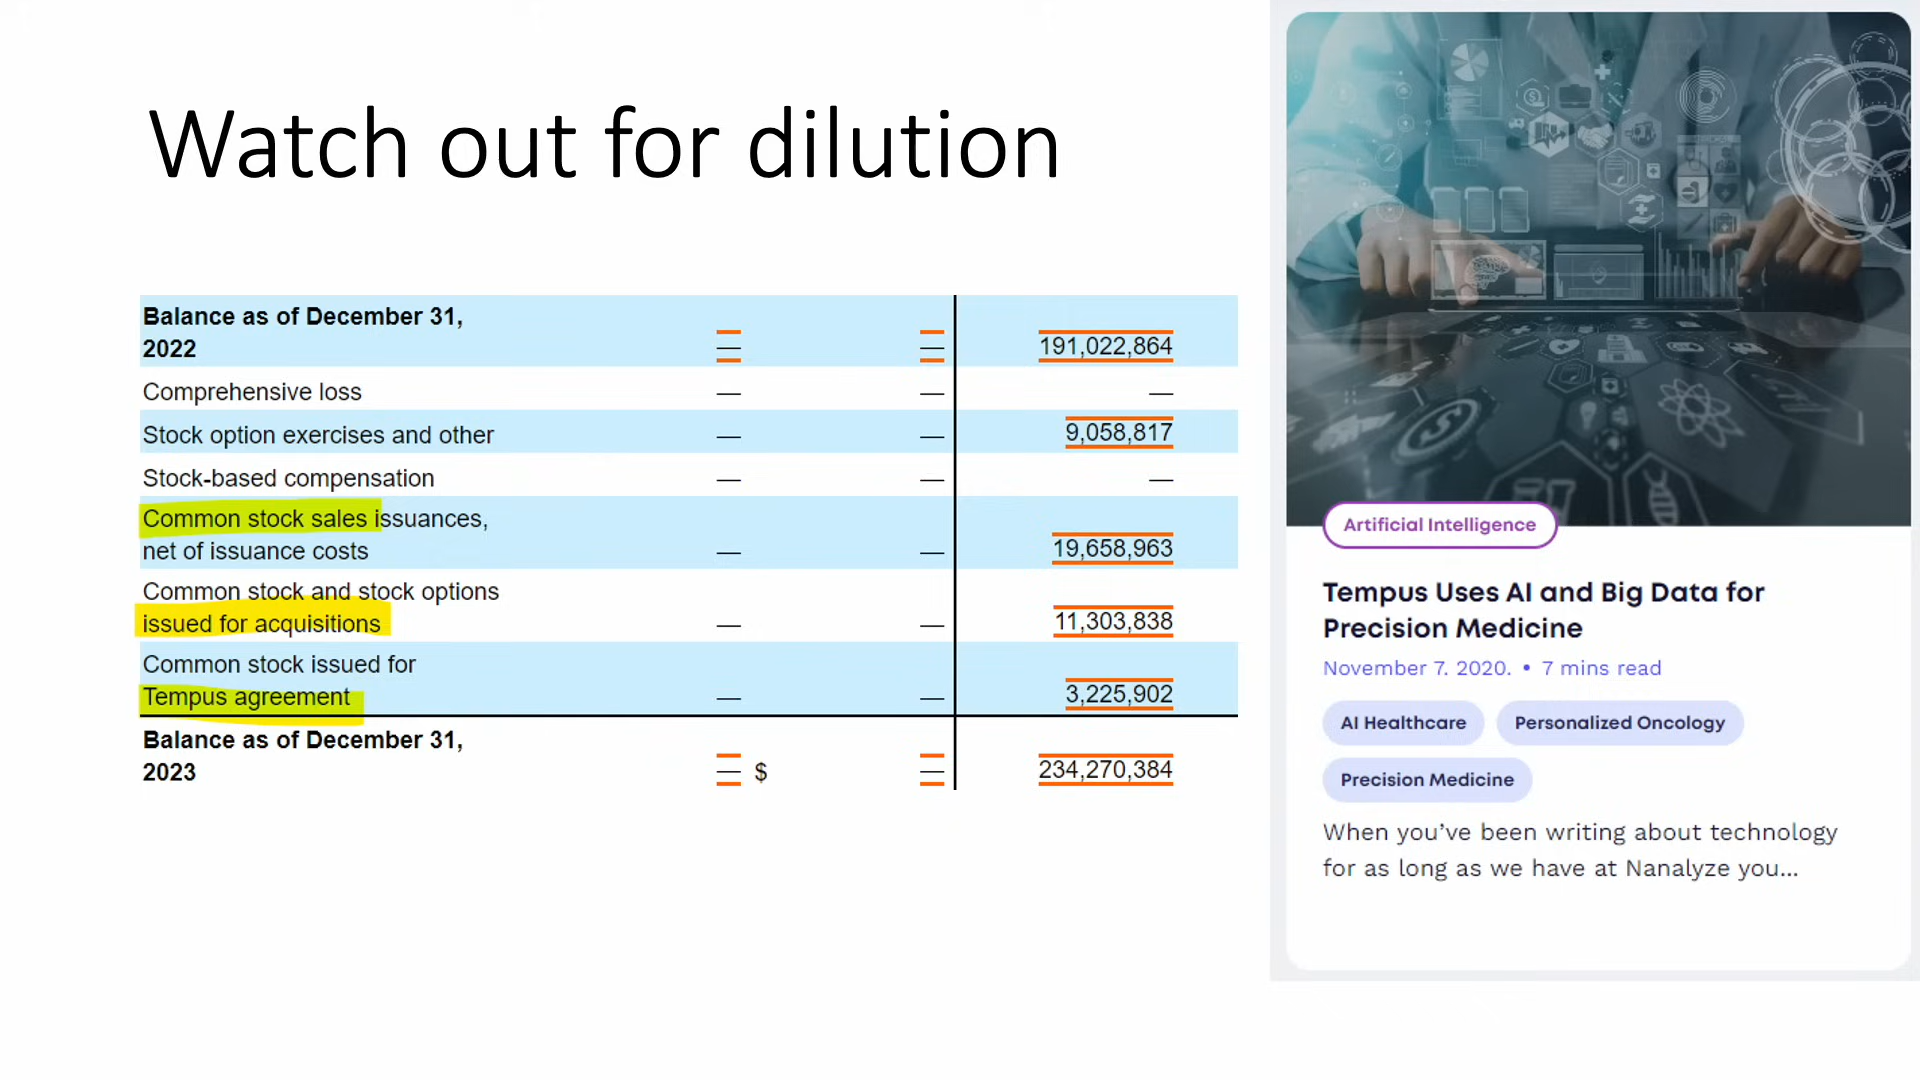 Watch out for dilution
Balance as of December 31,
2022 — — 191,022,864
Comprehensive loss — — —
Stock option exercises and other — — 9,058,817
Stock-based compensation — — —
Common stock sales issuances,
net of issuance costs — — 19,658,963
Common stock and stock options
issued for acquisitions — — 11,303,838
Common stock issued for
Tempus agreement — — 3,225,902
Balance as of December 31,
2023 — $ — 234,270,384
Artificial Intelligence
Tempus Uses AI and Big Data for
Precision Medicine
November 7. 2020. • 7 mins read
AI Healthcare Personalized Oncology
Precision Medicine
When you’ve been writing about technology
for as long as we have at Nanalyze you...